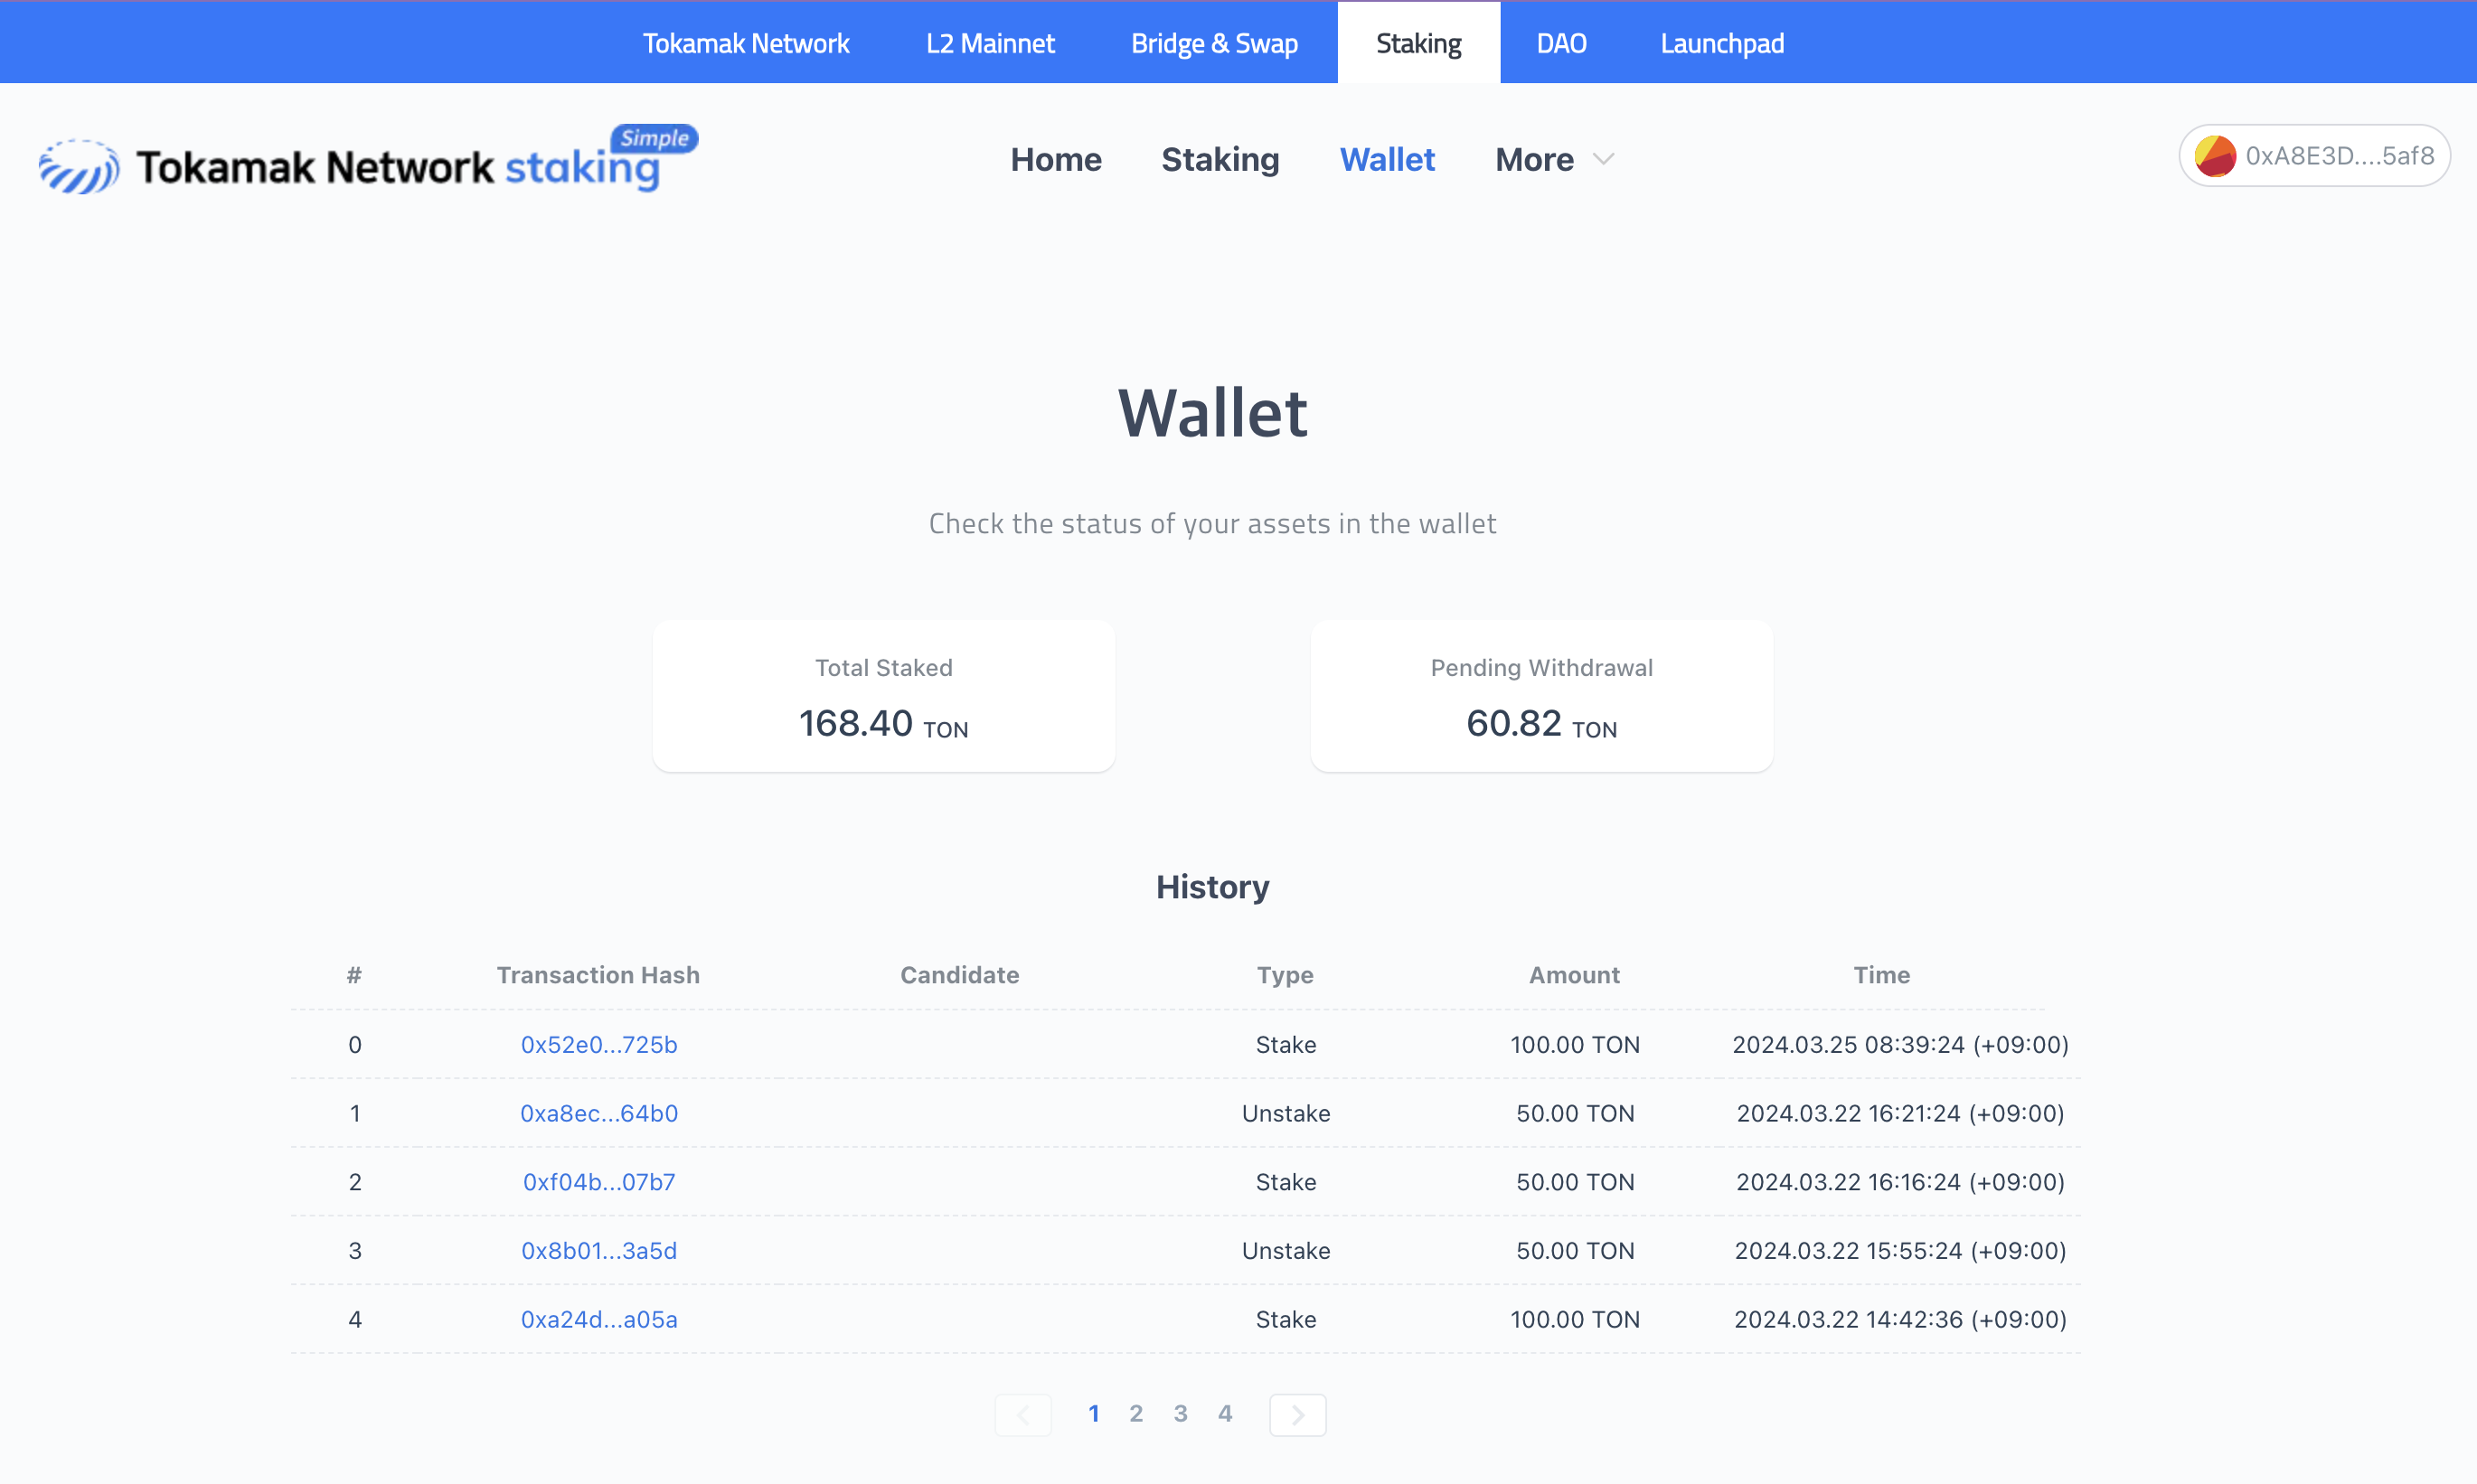 Tokamak Network L2 Mainnet Bridge & Swap Staking DAO Launchpad
Tokamak Network staking Simple
Home Staking Wallet More
0xA8E3D....5af8
Wallet
Check the status of your assets in the wallet
Total Staked
168.40 TON
Pending Withdrawal
60.82 TON
History
# Transaction Hash Candidate Type Amount Time
0 0x52e0...725b Stake 100.00 TON 2024.03.25 08:39:24 (+09:00)
1 0xa8ec...64b0 Unstake 50.00 TON 2024.03.22 16:21:24 (+09:00)
2 0xf04b...07b7 Stake 50.00 TON 2024.03.22 16:16:24 (+09:00)
3 0x8b01...3a5d Unstake 50.00 TON 2024.03.22 15:55:24 (+09:00)
4 0xa24d...a05a Stake 100.00 TON 2024.03.22 14:42:36 (+09:00)
1 2 3 4